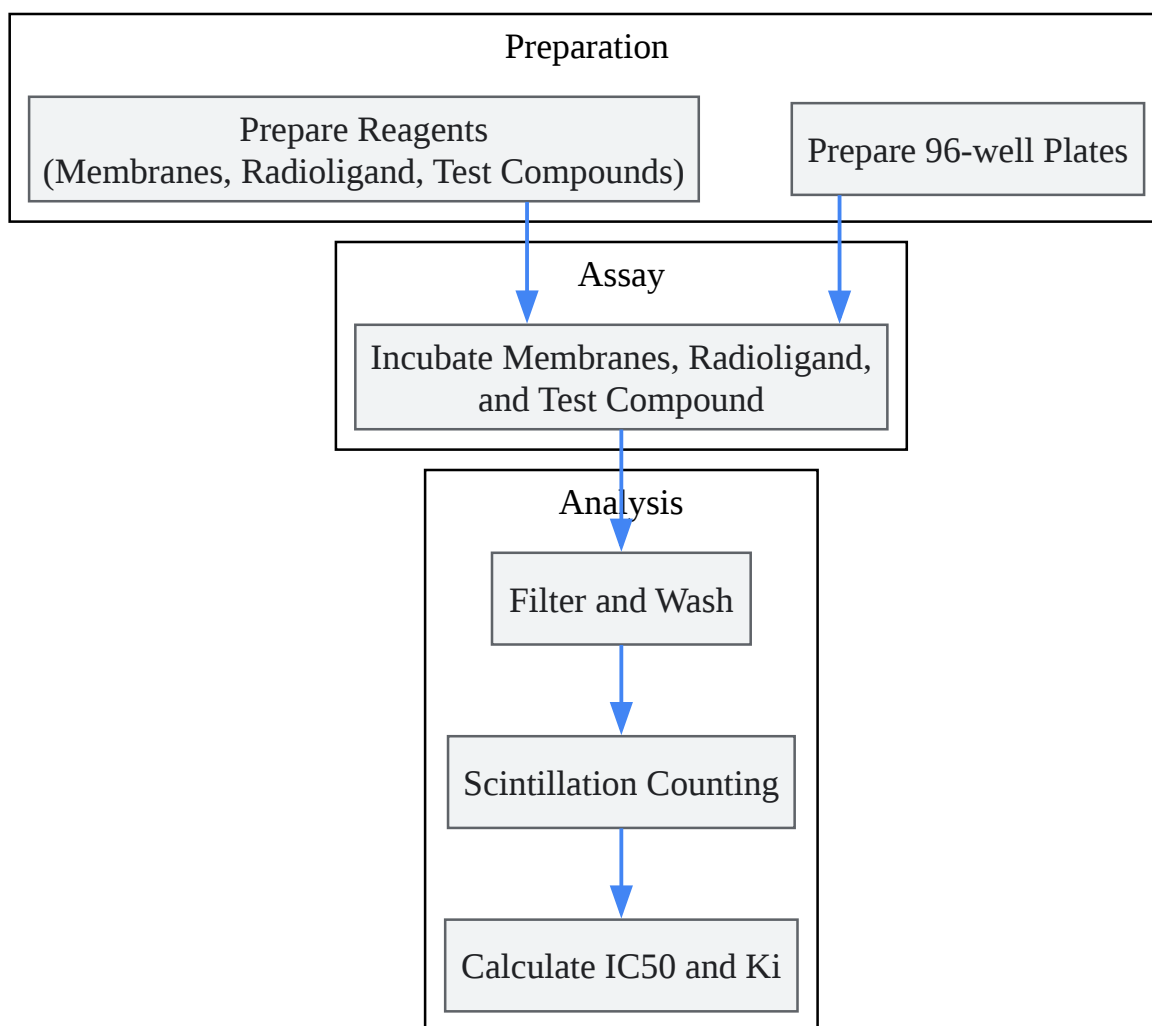 Preparation
Prepare Reagents
(Membranes, Radioligand, Test Compounds)
Prepare 96-well Plates
Assay
Incubate Membranes, Radioligand,
and Test Compound
Analysis
Filter and Wash
Scintillation Counting
Calculate IC50 and Ki